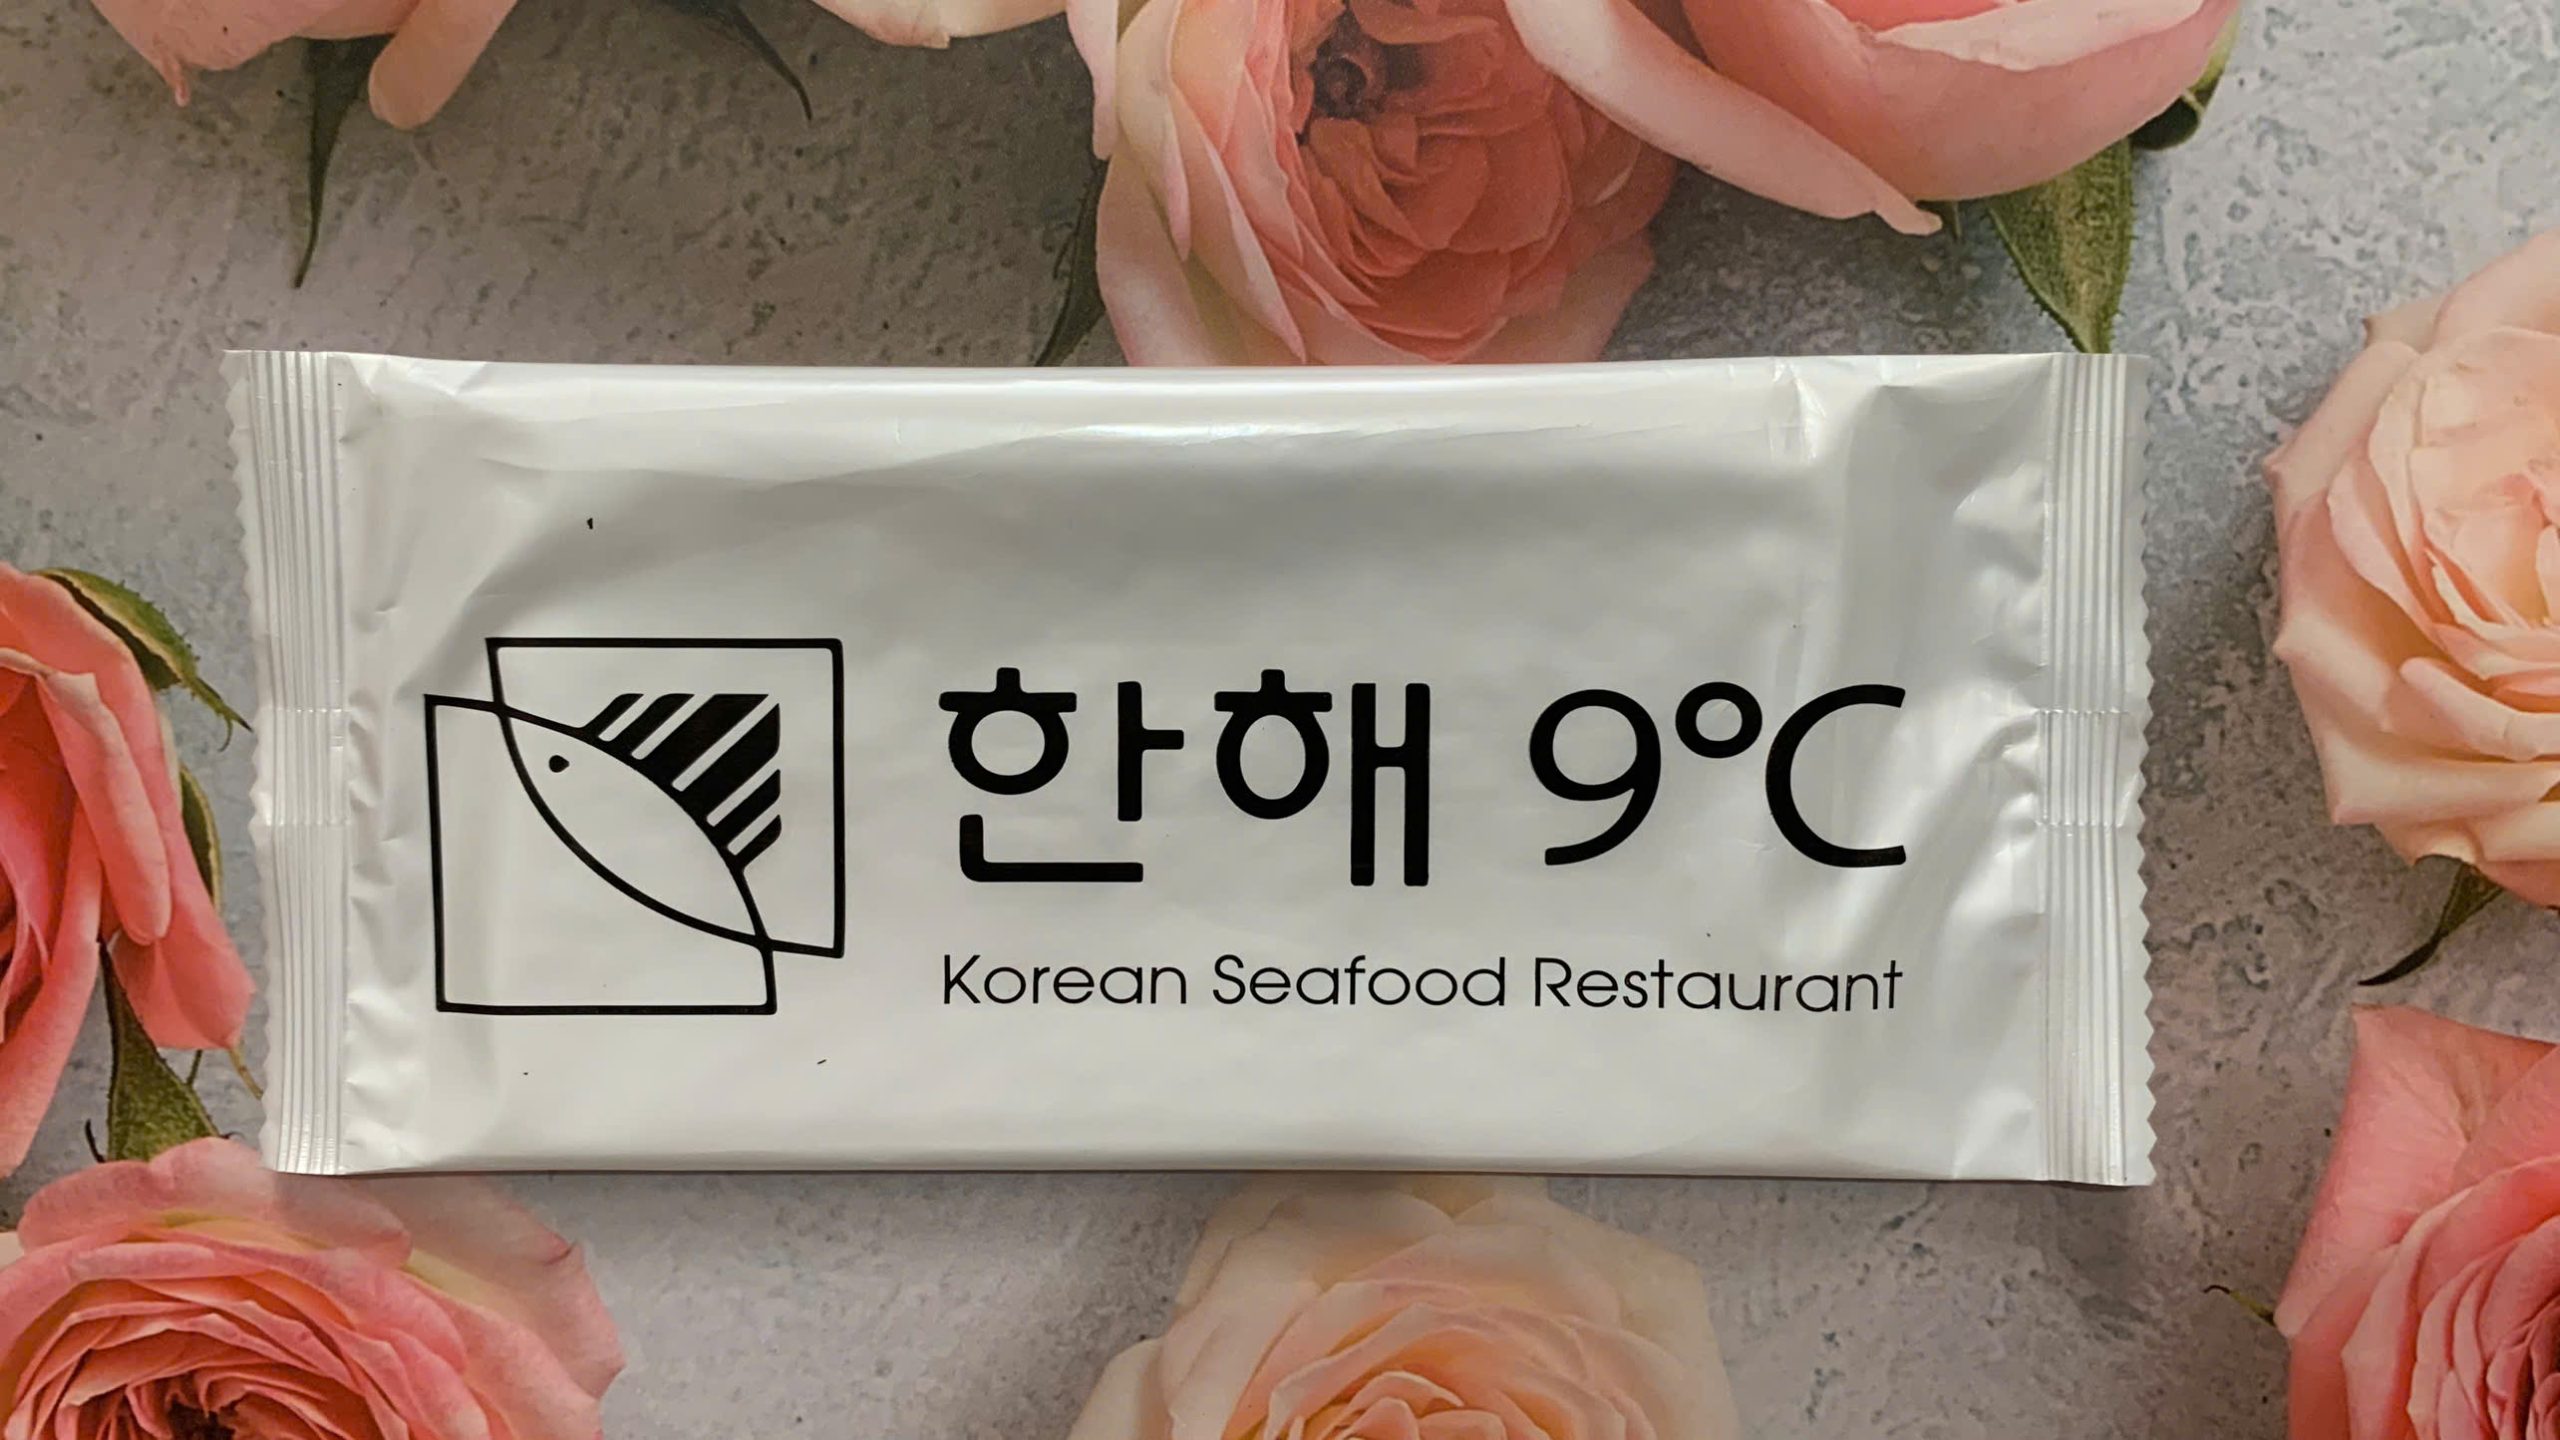 한해 9℃
Korean Seafood Restaurant